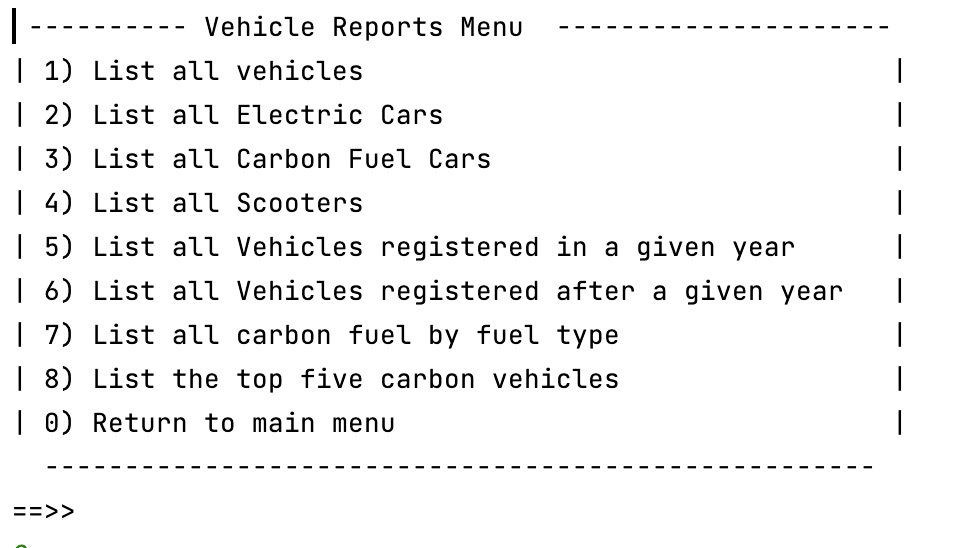 | ---------- Vehicle Reports Menu  ---------------------
| 1) List all vehicles                                 |
| 2) List all Electric Cars                            |
| 3) List all Carbon Fuel Cars                         |
| 4) List all Scooters                                 |
| 5) List all Vehicles registered in a given year      |
| 6) List all Vehicles registered after a given year   |
| 7) List all carbon fuel by fuel type                 |
| 8) List the top five carbon vehicles                 |
| 0) Return to main menu                               |
  ----------------------------------------------------
==>>